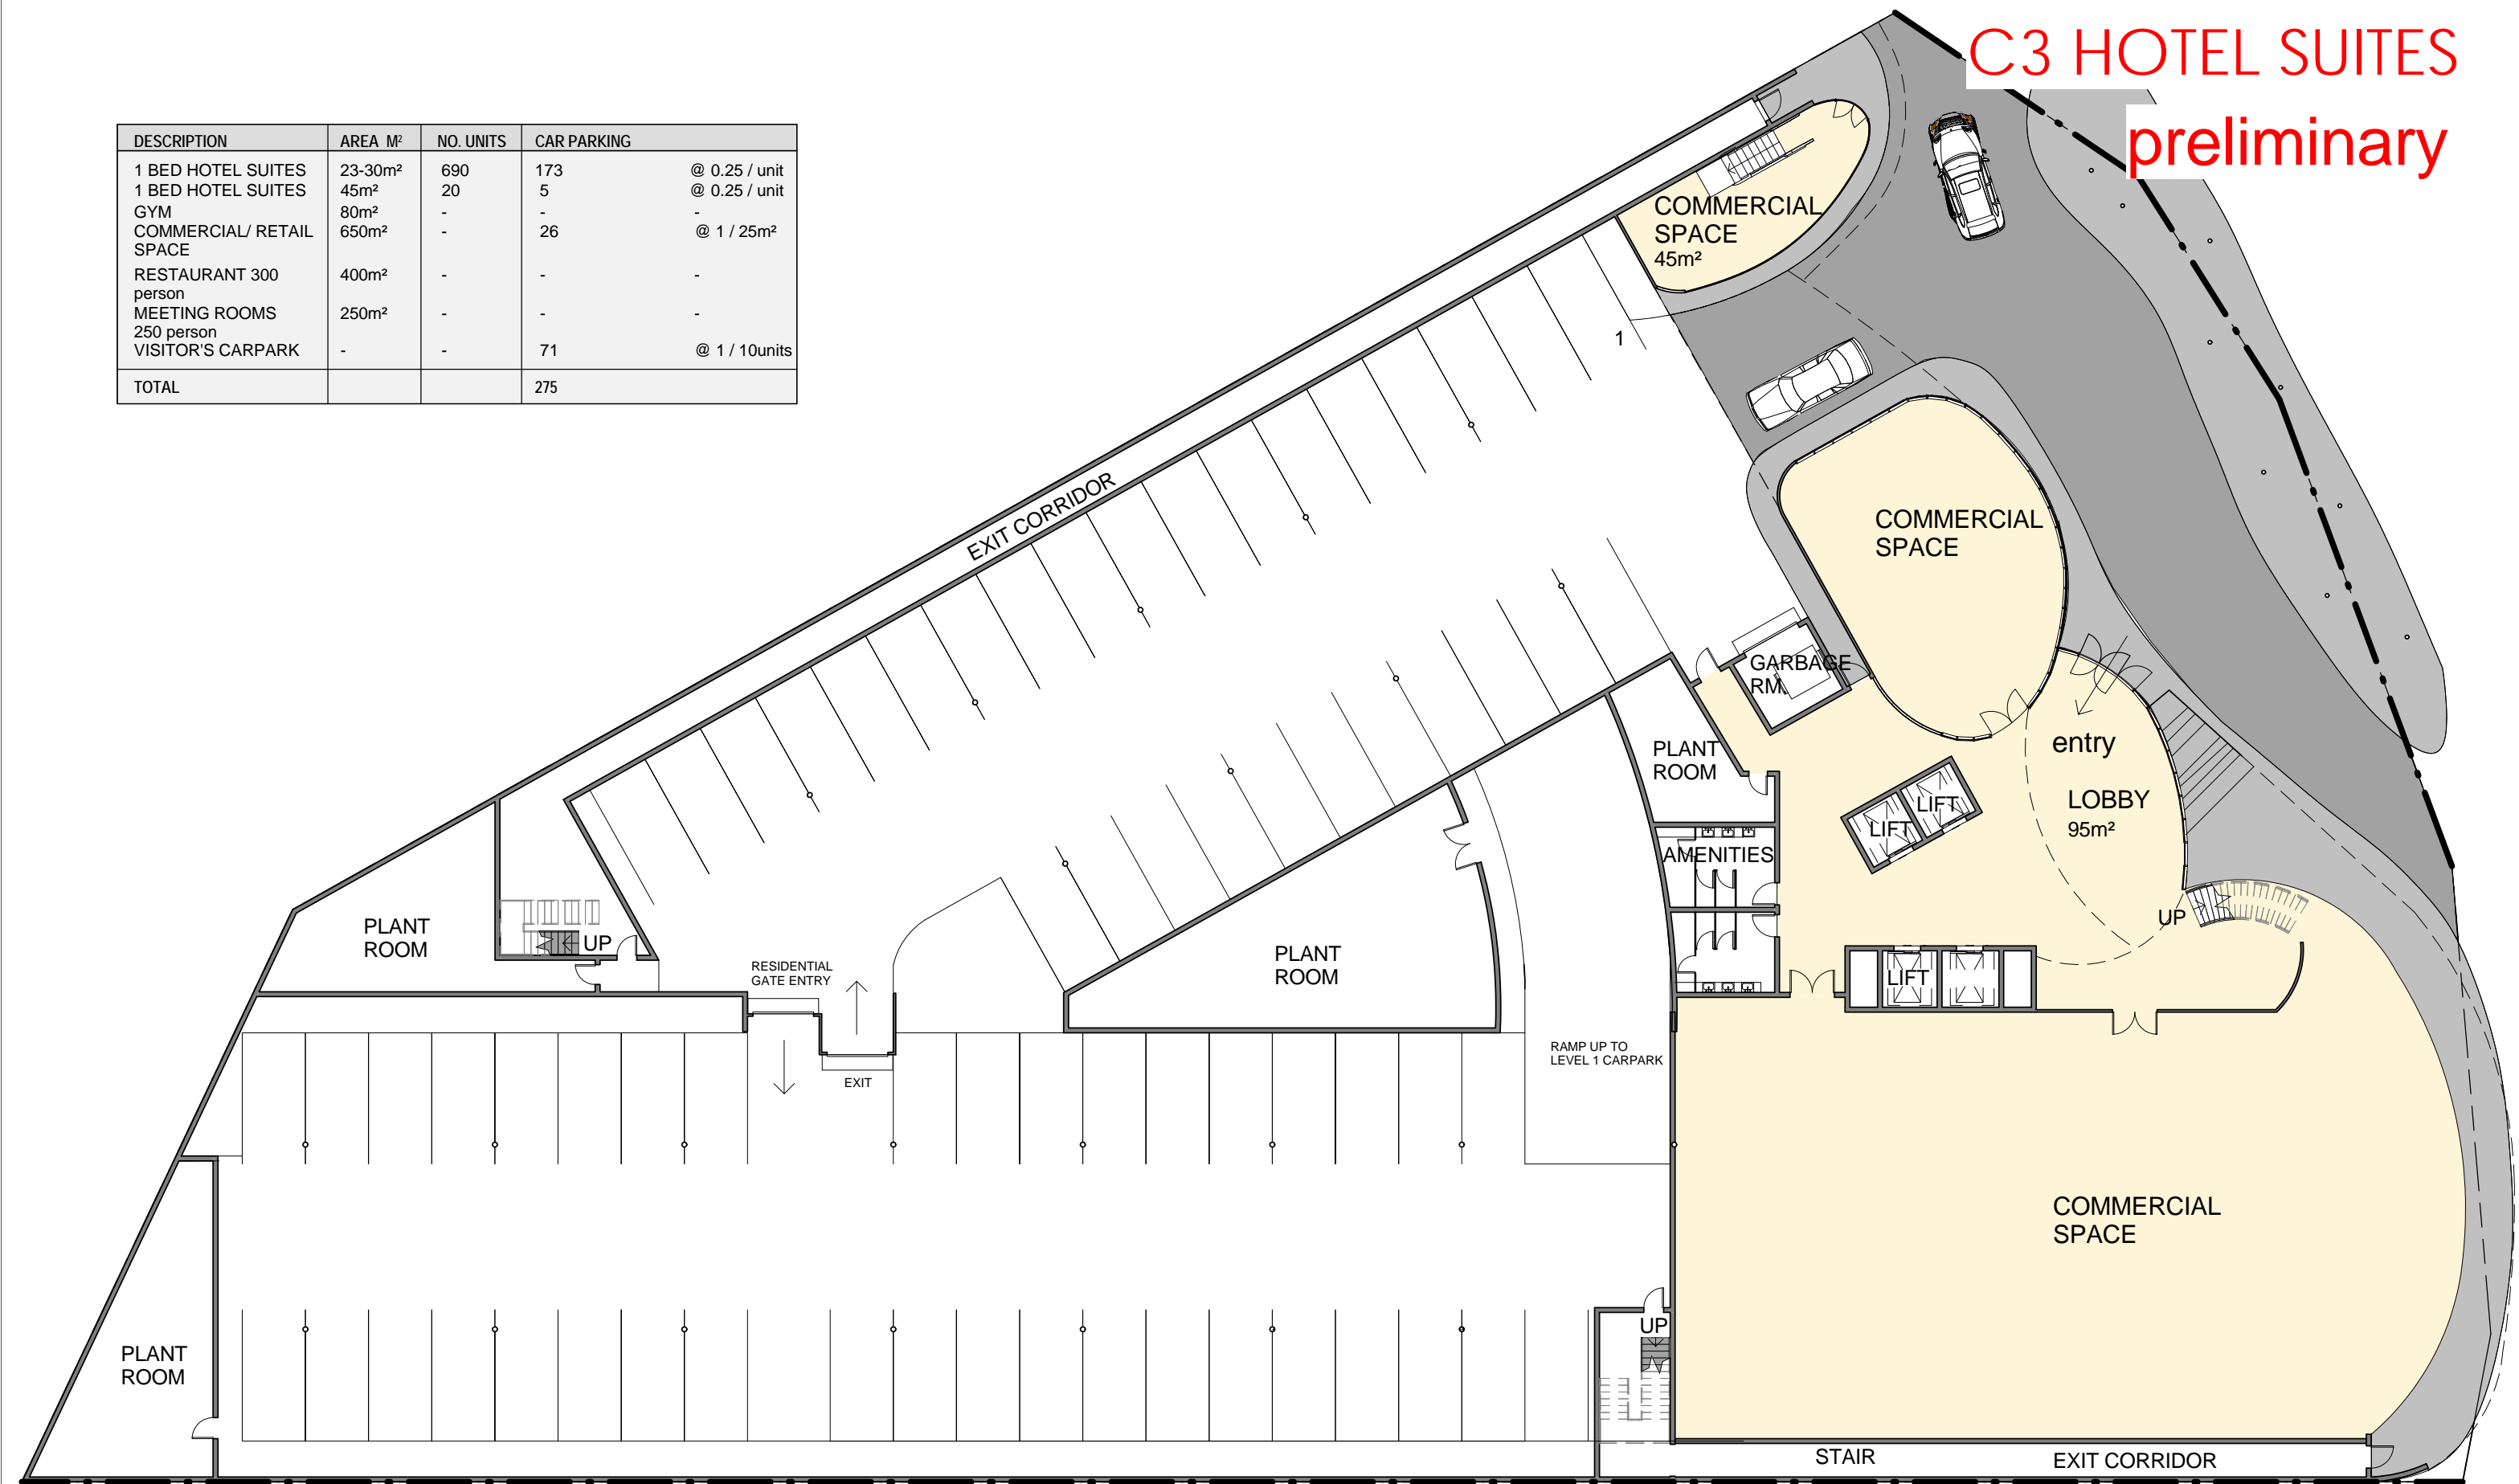 C3 HOTEL SUITES
preliminary
DESCRIPTION AREA M² NO. UNITS CAR PARKING
1 BED HOTEL SUITES 23-30m² 690 173 @ 0.25 / unit
1 BED HOTEL SUITES 45m² 20 5 @ 0.25 / unit
GYM 80m² - - -
COMMERCIAL/ RETAIL 650m² - 26 @ 1 / 25m²
SPACE
RESTAURANT 300 400m² - - -
person
MEETING ROOMS 250m² - - -
250 person
VISITOR'S CARPARK - - 71 @ 1 / 10units
TOTAL 275
COMMERCIAL
SPACE
45m²
1
EXIT CORRIDOR
COMMERCIAL
SPACE
GARBAGE
RM.
entry
PLANT
ROOM
LOBBY
95m²
LIFT
LIFT
AMENITIES
PLANT
ROOM
UP
UP
PLANT
ROOM
RESIDENTIAL
GATE ENTRY
LIFT
EXIT
RAMP UP TO
LEVEL 1 CARPARK
COMMERCIAL
SPACE
UP
PLANT
ROOM
STAIR
EXIT CORRIDOR